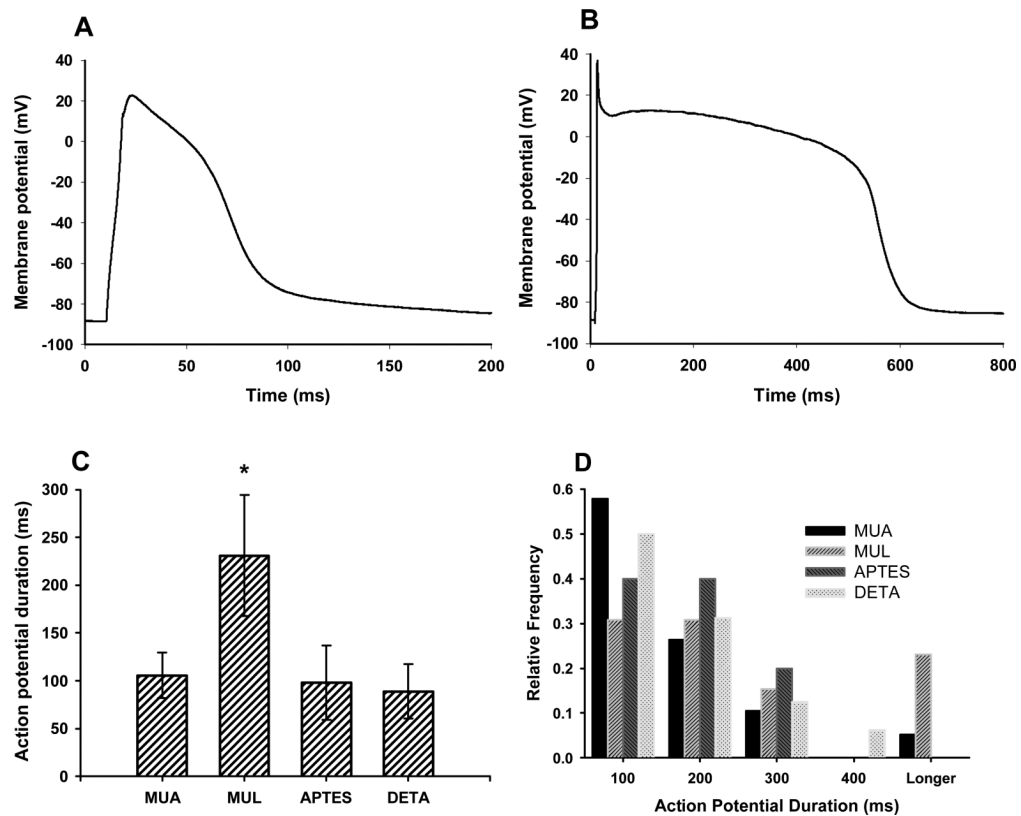 A
40
20
0
-20
-40
-60
-80
-100
Membrane potential (mV)
0 50 100 150 200
Time (ms)
B
40
20
0
-20
-40
-60
-80
-100
Membrane potential (mV)
0 200 400 600 800
Time (ms)
C
*
300
250
200
150
100
50
0
Action potential duration (ms)
MUA MUL APTES DETA
D
0.6
0.5
0.4
0.3
0.2
0.1
0.0
Relative Frequency
MUA
MUL
APTES
DETA
100 200 300 400 Longer
Action Potential Duration (ms)